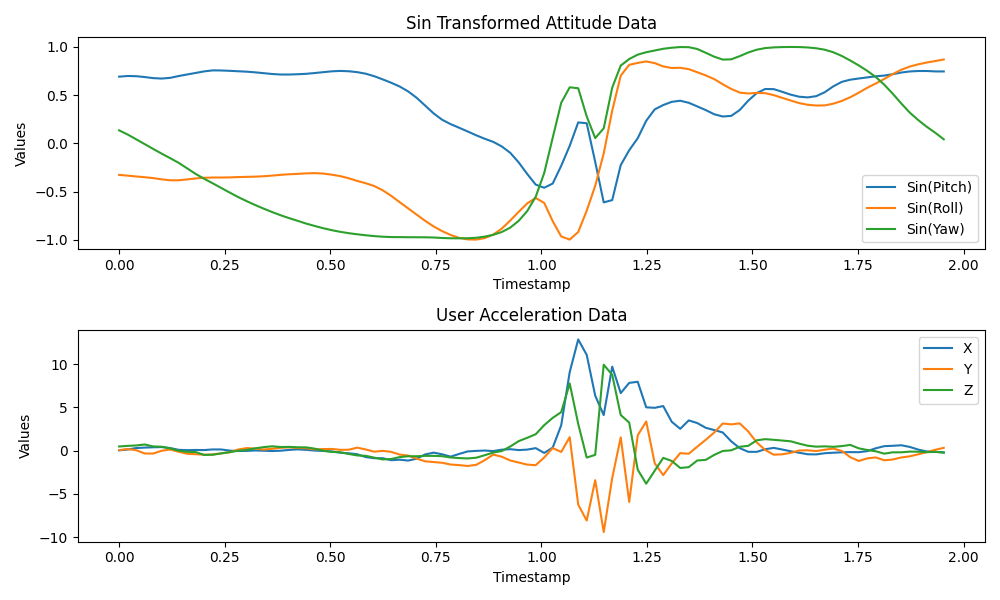 Sin Transformed Attitude Data
1.0
0.5
0.0
−0.5
−1.0
Values
Sin(Pitch)
Sin(Roll)
Sin(Yaw)
0.00 0.25 0.50 0.75 1.00 1.25 1.50 1.75 2.00
Timestamp
User Acceleration Data
10
5
0
−5
−10
Values
X
Y
Z
0.00 0.25 0.50 0.75 1.00 1.25 1.50 1.75 2.00
Timestamp